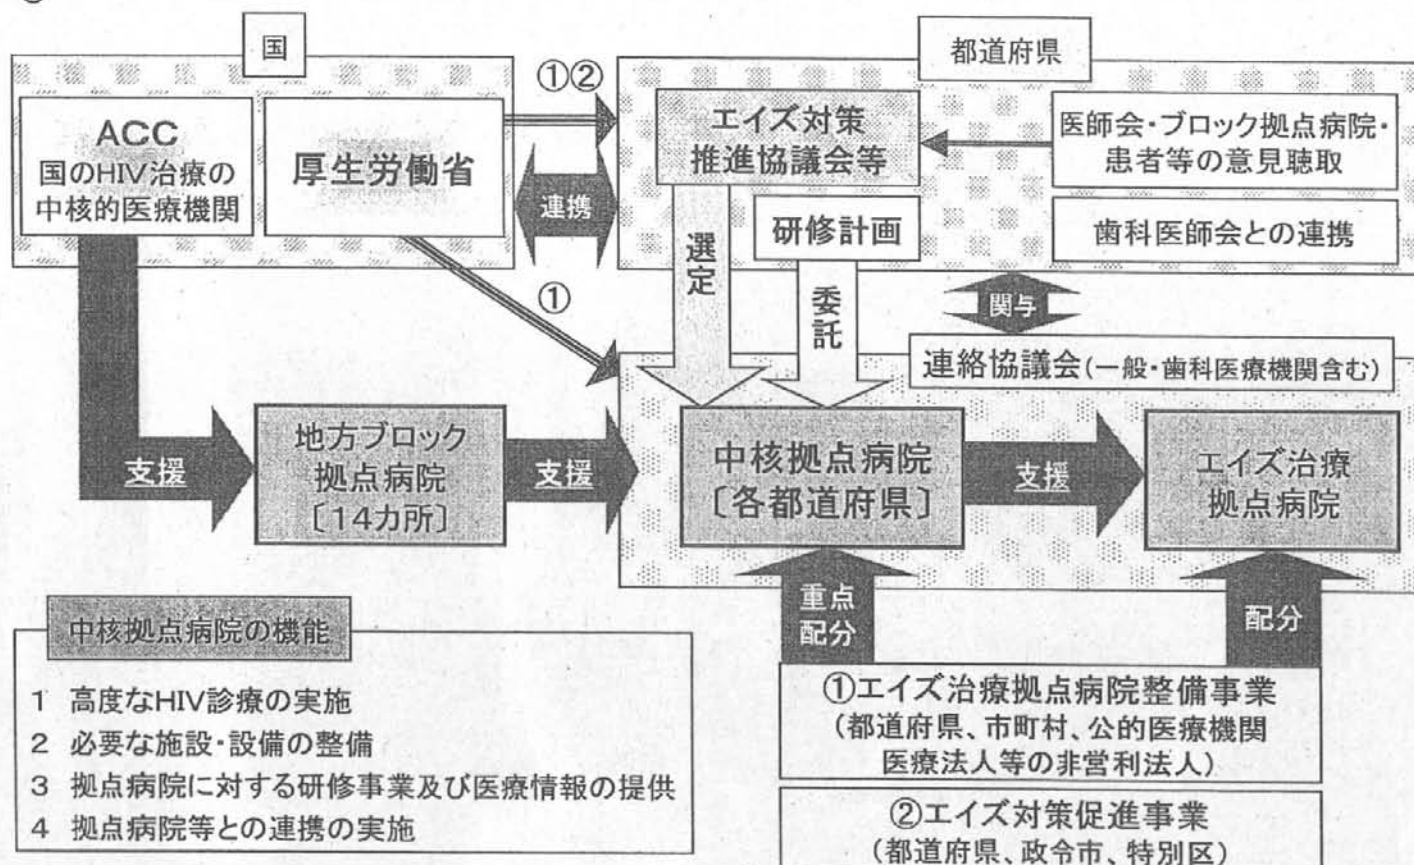 国
都道府県
①②
ACC
国のHIV治療の
中核的医療機関
厚生労働省
連携
エイズ対策
推進協議会等
医師会・ブロック拠点病院・
患者等の意見聴取
選定
研修計画
歯科医師会との連携
①
委託
関与
連絡協議会(一般・歯科医療機関含む)
支援
地方ブロック
拠点病院
〔14カ所〕
支援
中核拠点病院
〔各都道府県〕
支援
エイズ治療
拠点病院
重点
配分
配分
中核拠点病院の機能
1 高度なHIV診療の実施
2 必要な施設・設備の整備
3 拠点病院に対する研修事業及び医療情報の提供
4 拠点病院等との連携の実施
①エイズ治療拠点病院整備事業
(都道府県、市町村、公的医療機関
医療法人等の非営利法人)
②エイズ対策促進事業
(都道府県、政令市、特別区)